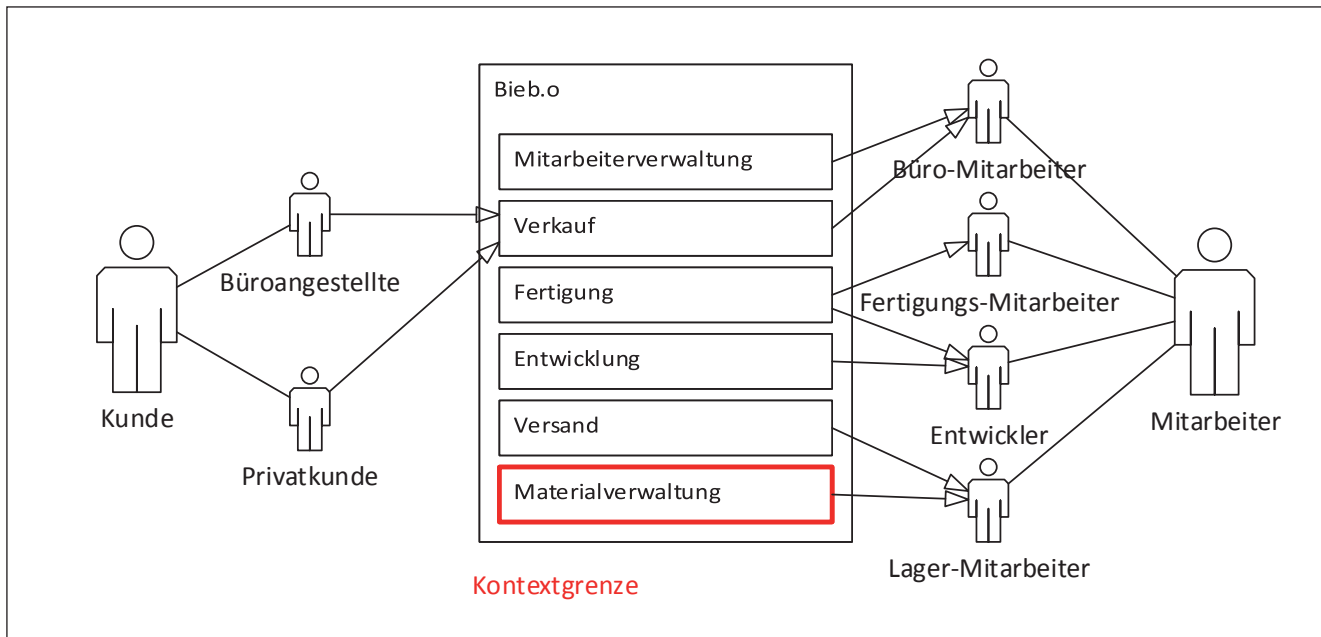 Bieb.o
Mitarbeiterverwaltung
Verkauf
Fertigung
Entwicklung
Versand
Materialverwaltung
Kontextgrenze
Kunde
Büroangestellte
Privatkunde
Büro-Mitarbeiter
Fertigungs-Mitarbeiter
Entwickler
Lager-Mitarbeiter
Mitarbeiter